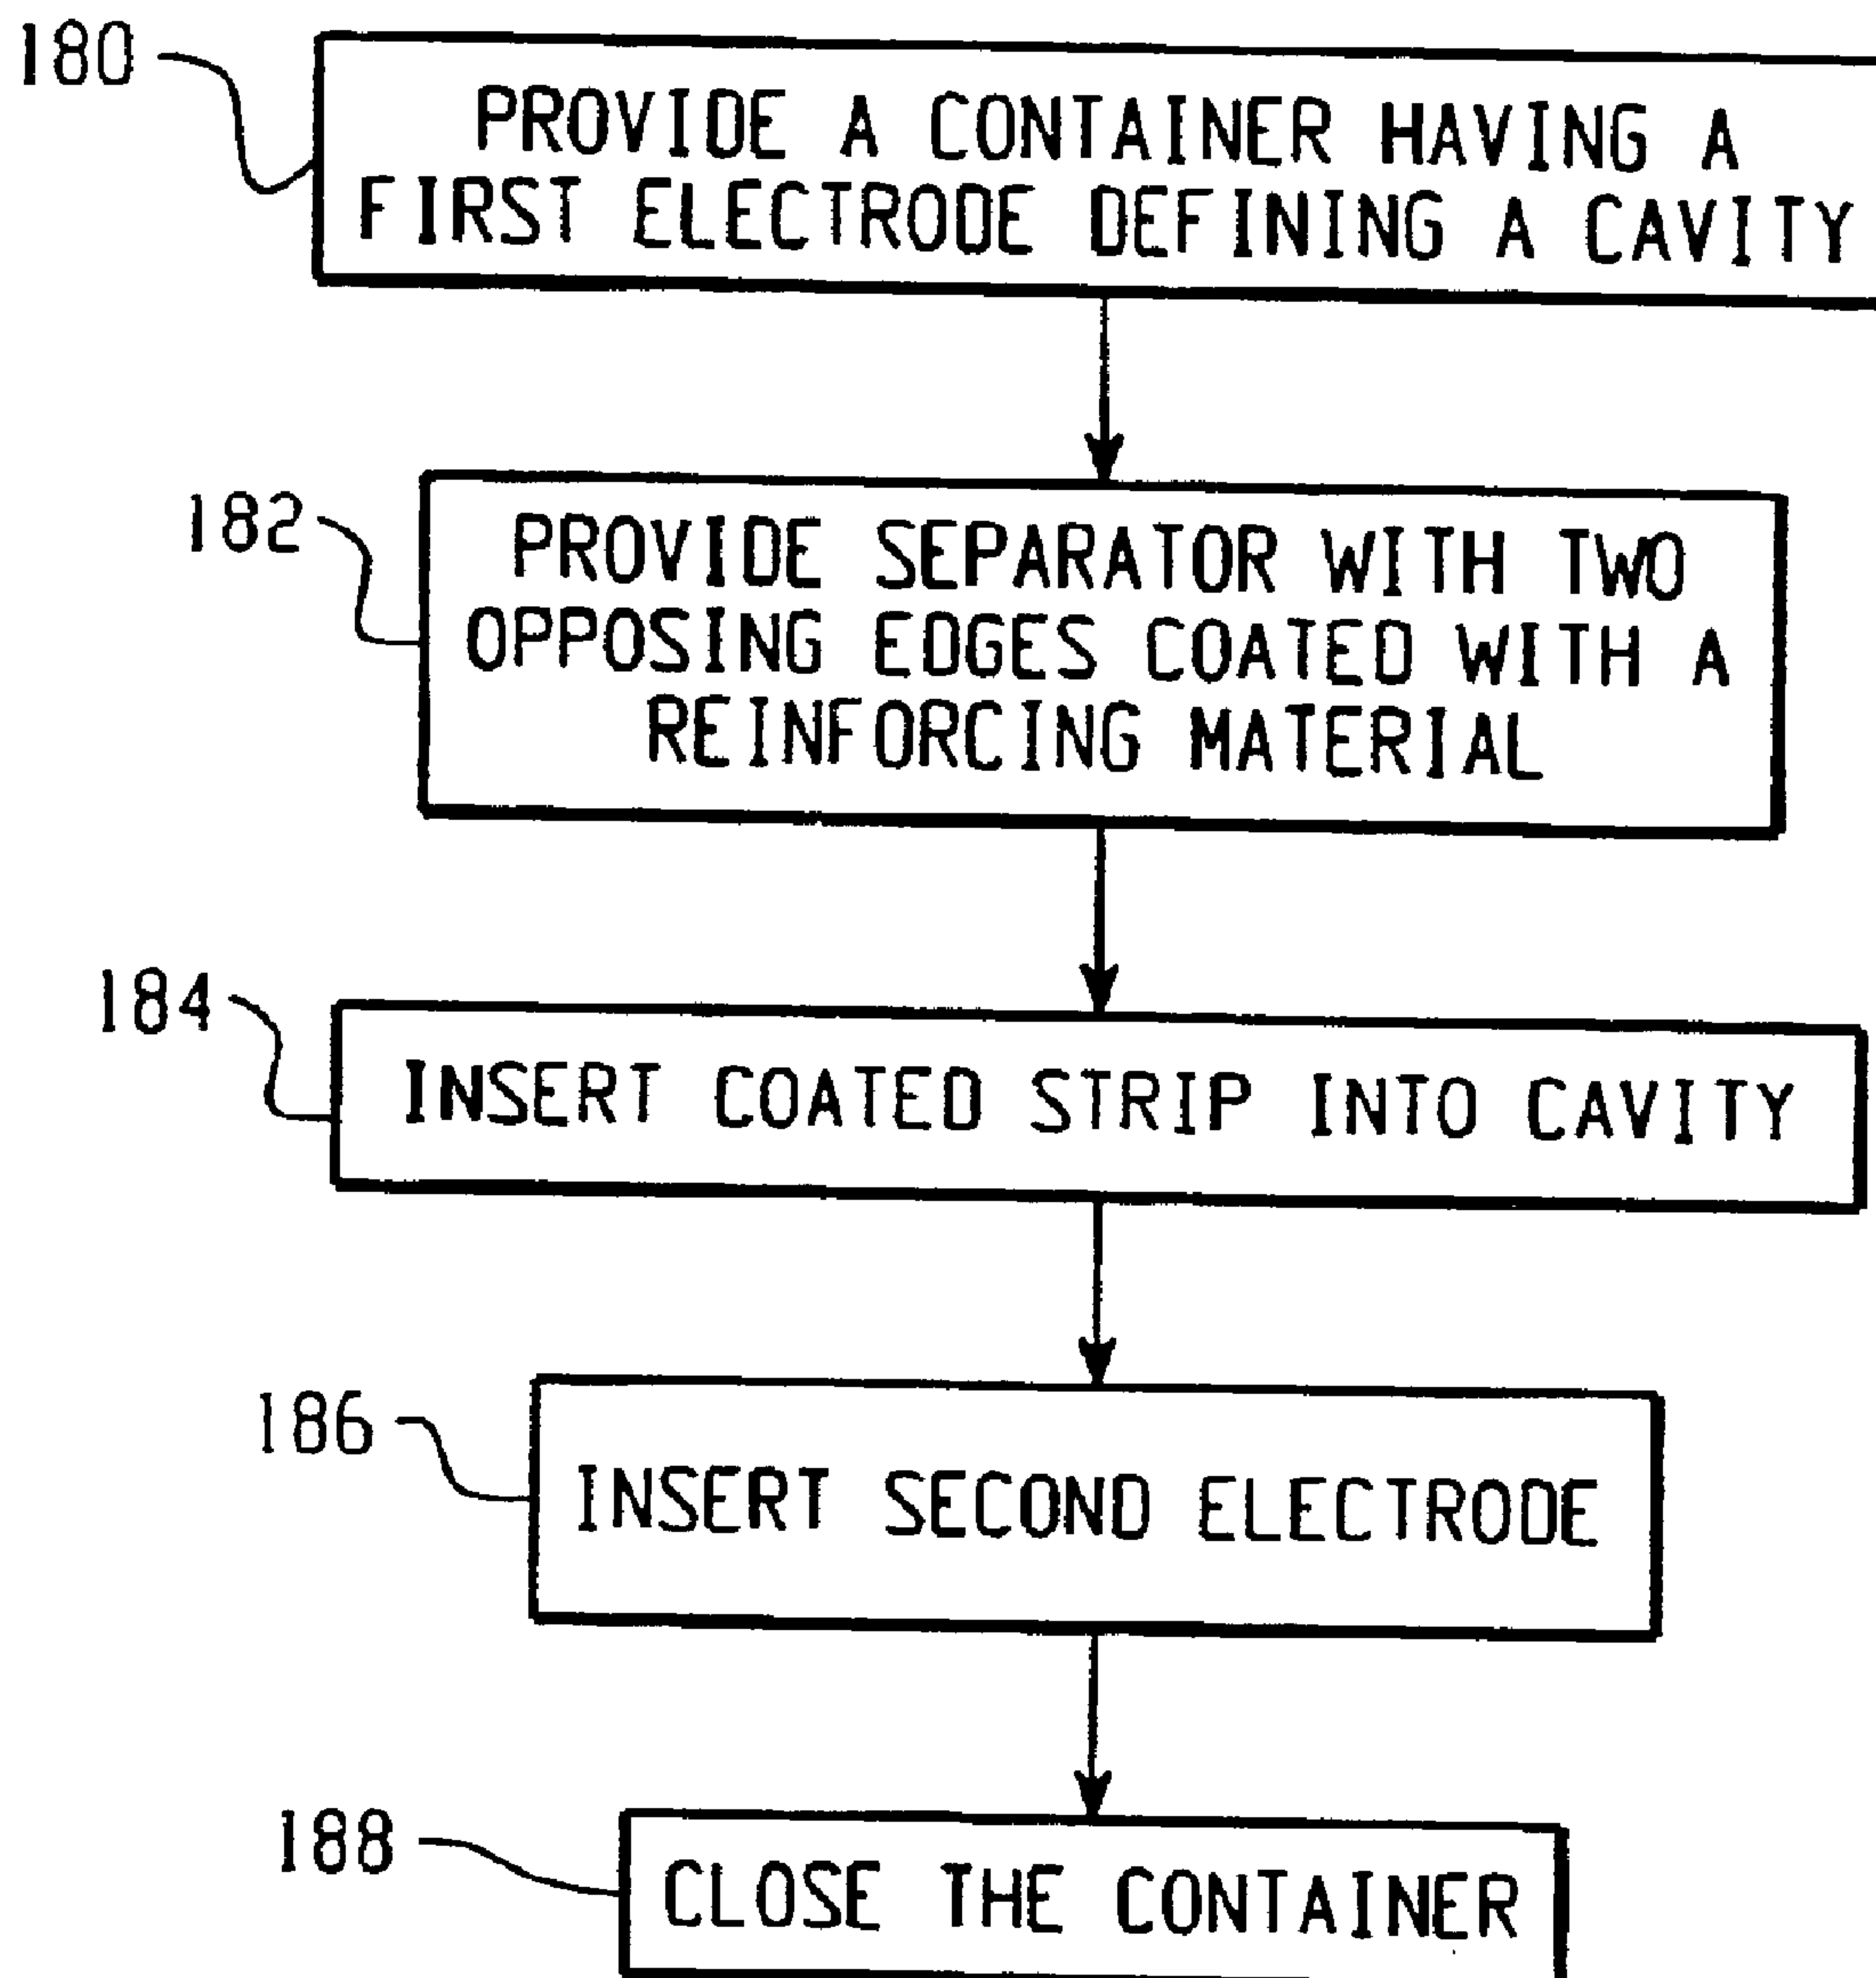 180
PROVIDE A CONTAINER HAVING A
FIRST ELECTRODE DEFINING A CAVITY
182
PROVIDE SEPARATOR WITH TWO
OPPOSING EDGES COATED WITH A
REINFORCING MATERIAL
184
INSERT COATED STRIP INTO CAVITY
186
INSERT SECOND ELECTRODE
188
CLOSE THE CONTAINER